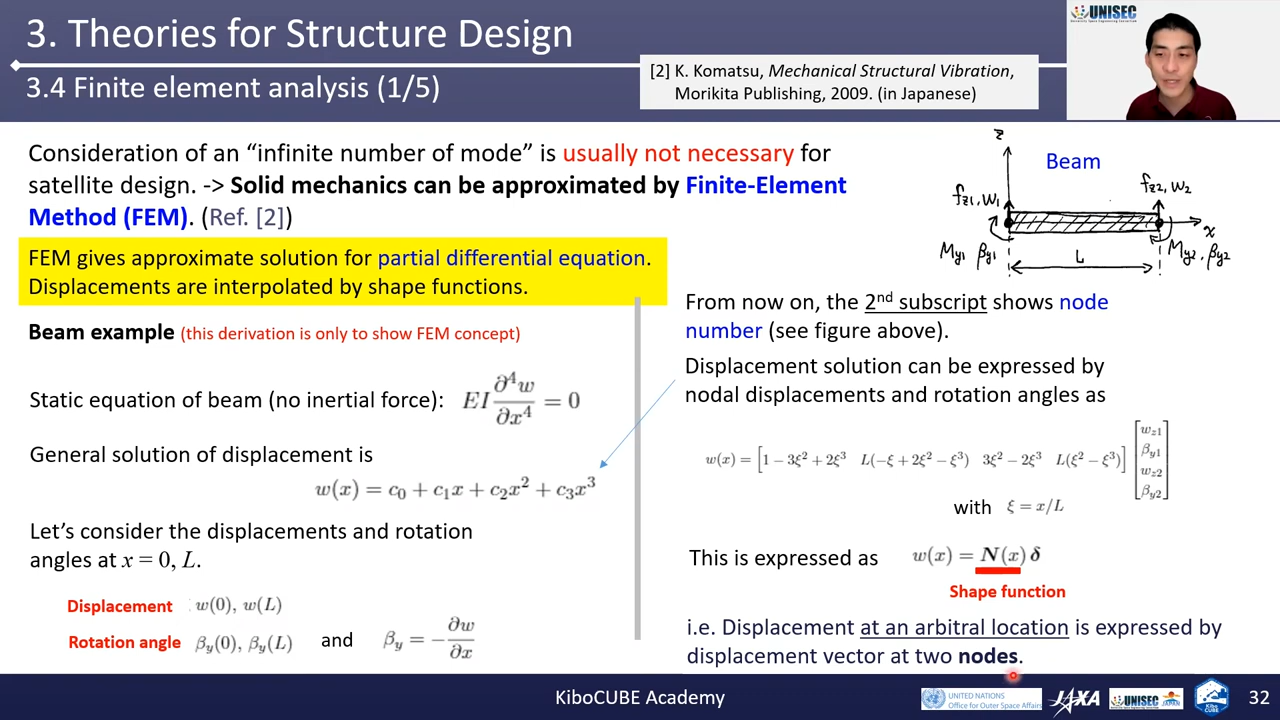 3. Theories for Structure Design
3.4 Finite element analysis (1/5)
[2] K. Komatsu, Mechanical Structural Vibration,
Morikita Publishing, 2009. (in Japanese)
UNISEC
Consideration of an “infinite number of mode” is usually not necessary for
satellite design. -> Solid mechanics can be approximated by Finite-Element
Method (FEM). (Ref. [2])
FEM gives approximate solution for partial differential equation.
Displacements are interpolated by shape functions.
Beam example (this derivation is only to show FEM concept)
Static equation of beam (no inertial force): EI ∂⁴w/∂x⁴ = 0
General solution of displacement is
w(x) = c₀ + c₁x + c₂x² + c₃x³
Let’s consider the displacements and rotation
angles at x = 0, L.
Displacement w(0), w(L)
Rotation angle β_y(0), β_y(L) and β_y = −∂w/∂x
z
Beam
f_z1, w₁
f_z2, w₂
x
M_y1 β_y1
L
M_y2, β_y2
From now on, the 2nd subscript shows node
number (see figure above).
Displacement solution can be expressed by
nodal displacements and rotation angles as
w(x) = [1 − 3ξ² + 2ξ³ L(−ξ + 2ξ² − ξ³) 3ξ² − 2ξ³ L(ξ² − ξ³)] [w_z1 β_y1 w_z2 β_y2]
with ξ = x/L
This is expressed as w(x) = N(x) δ
Shape function
i.e. Displacement at an arbitral location is expressed by
displacement vector at two nodes.
KiboCUBE Academy
UNITED NATIONS
Office for Outer Space Affairs
JAXA
UNISEC
JAPAN
Kibo
CUBE
32